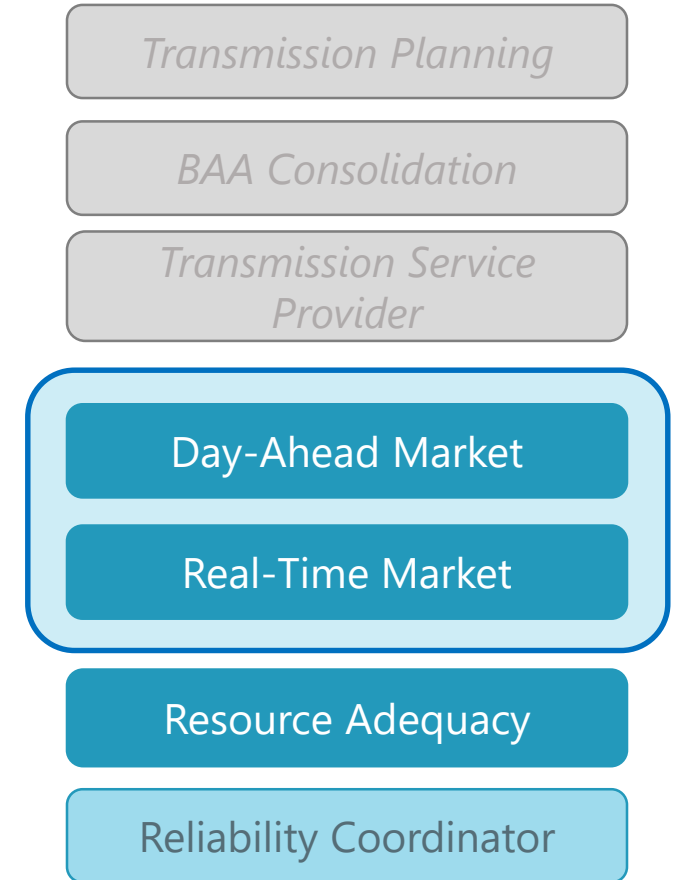 Transmission Planning
BAA Consolidation
Transmission Service
Provider
Day-Ahead Market
Real-Time Market
Resource Adequacy
Reliability Coordinator